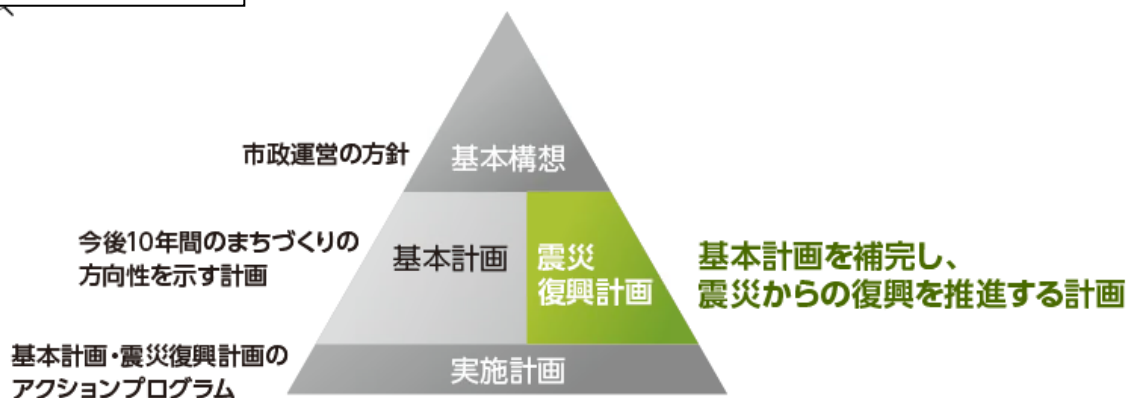 市政運営の方針
基本構想
今後10年間のまちづくりの
方向性を示す計画
基本計画
震災
復興計画
基本計画を補完し、
震災からの復興を推進する計画
基本計画・震災復興計画の
アクションプログラム
実施計画